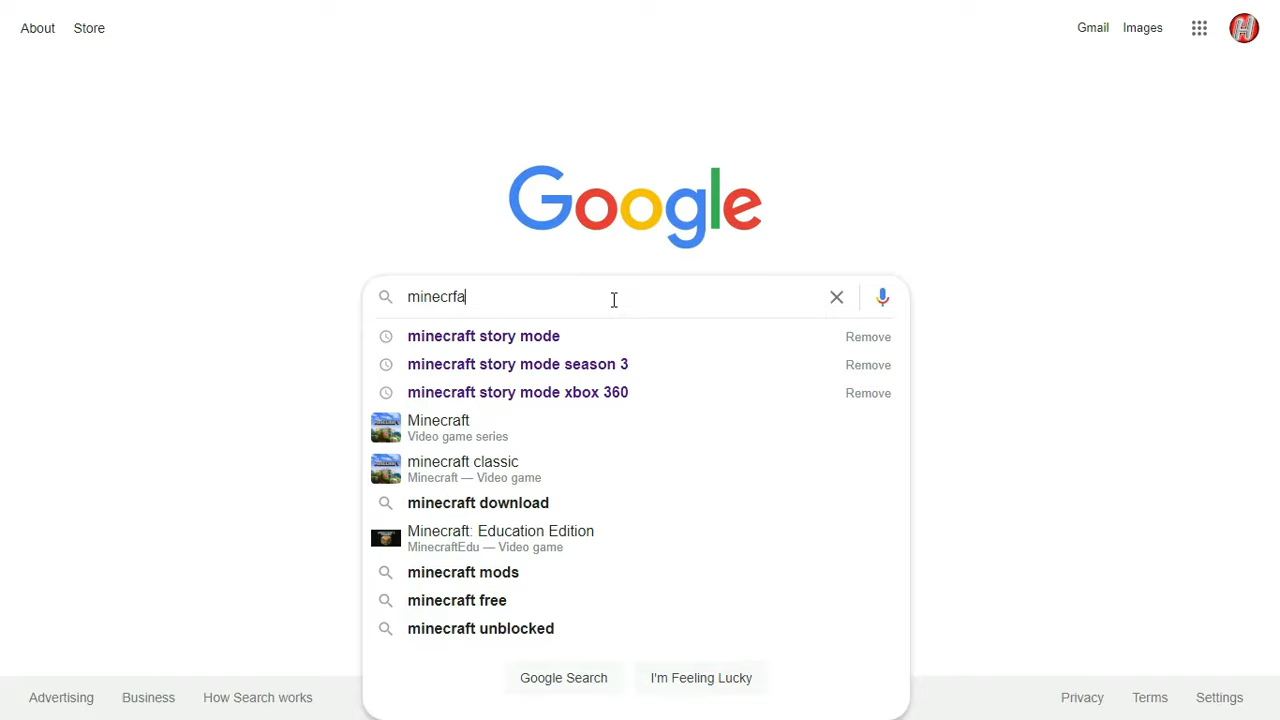 About Store
Gmail Images
Google
minecrfa
minecraft story mode Remove
minecraft story mode season 3 Remove
minecraft story mode xbox 360 Remove
Minecraft
Video game series
minecraft classic
Minecraft — Video game
minecraft download
Minecraft: Education Edition
MinecraftEdu — Video game
minecraft mods
minecraft free
minecraft unblocked
Google Search I'm Feeling Lucky
Advertising Business How Search works Privacy Terms Settings